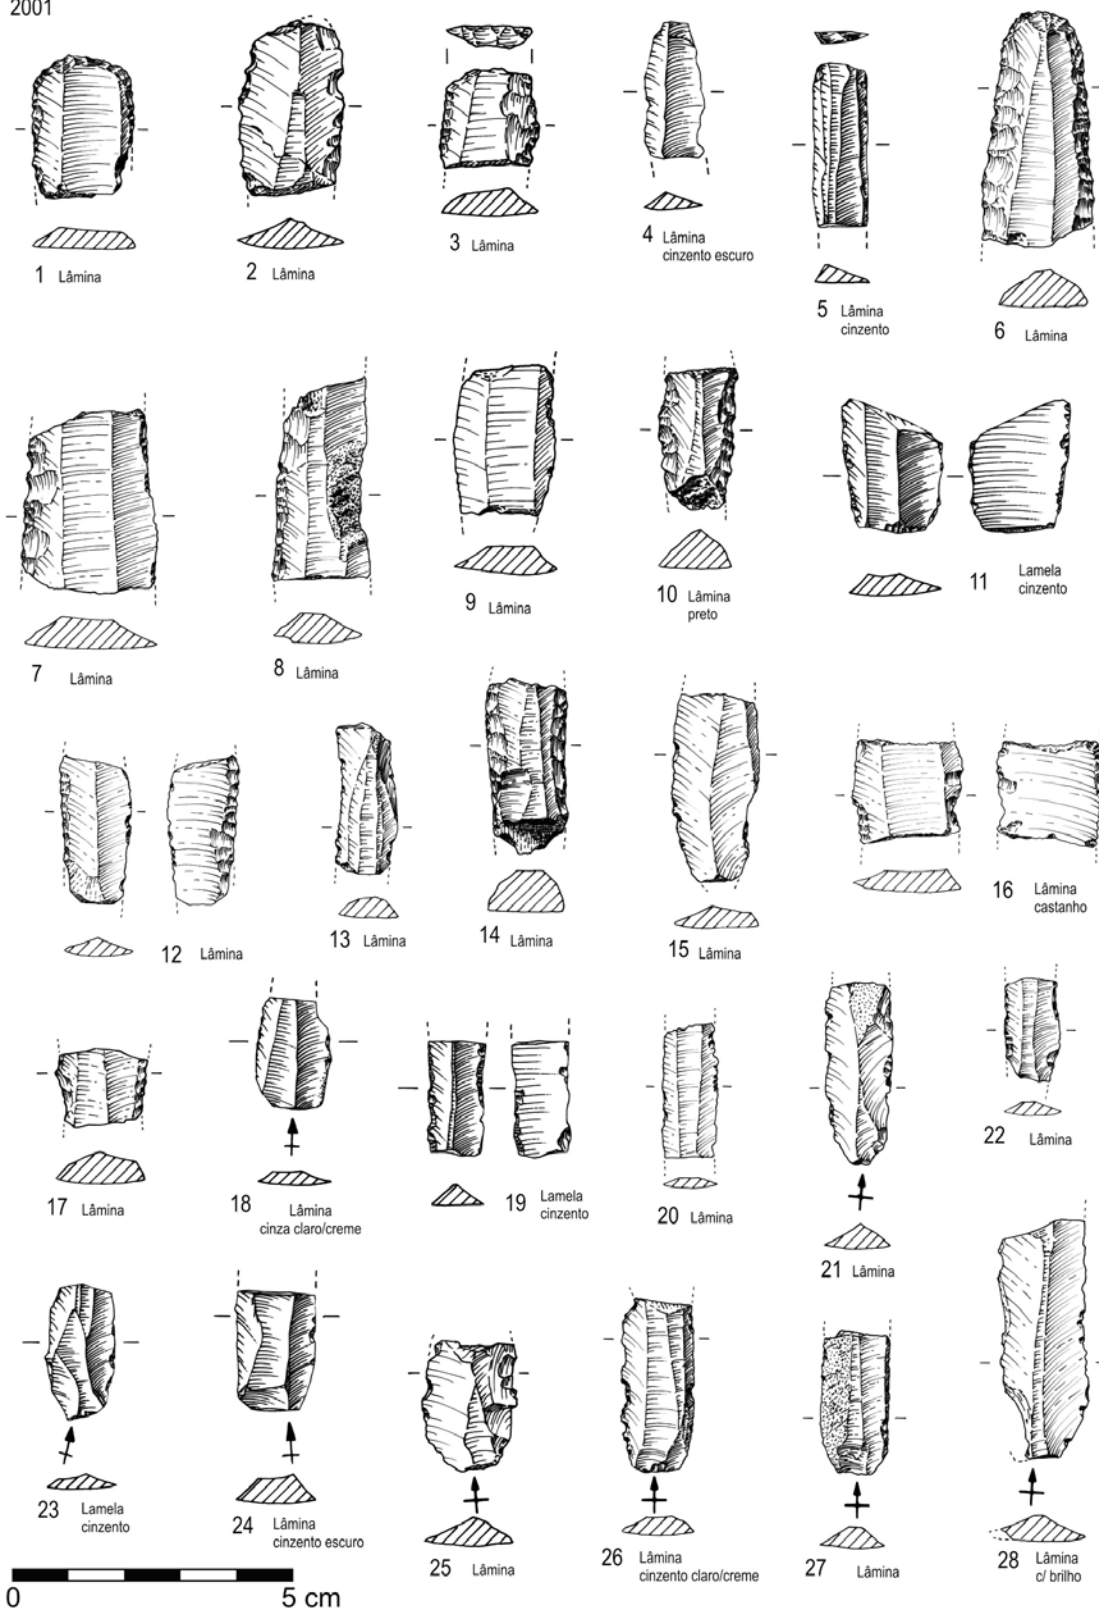 2001
1 Lâmina
2 Lâmina
3 Lâmina
4 Lâmina
cinzento escuro
5 Lâmina
cinzento
6 Lâmina
7 Lâmina
8 Lâmina
9 Lâmina
10 Lâmina
preto
11 Lamela
cinzento
12 Lâmina
13 Lâmina
14 Lâmina
15 Lâmina
16 Lâmina
castanho
17 Lâmina
18 Lâmina
cinza claro/creme
19 Lamela
cinzento
20 Lâmina
21 Lâmina
22 Lâmina
23 Lamela
cinzento
24 Lâmina
cinzento escuro
25 Lâmina
26 Lâmina
cinzento claro/creme
27 Lâmina
28 Lâmina
c/ brilho
0 5 cm